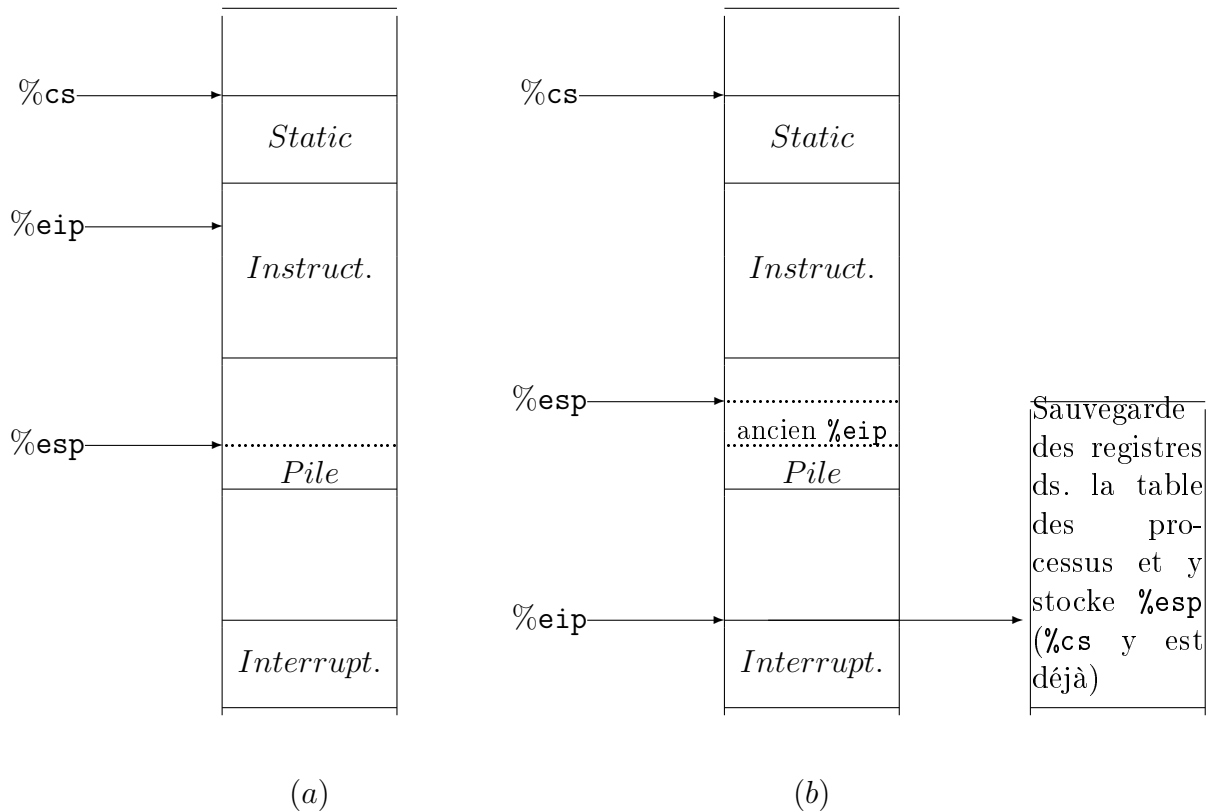 %cs
Static
%eip
Instruct.
%esp
Pile
Interrupt.
(a)
%cs
Static
Instruct.
%esp
ancien %eip
Pile
%eip
Interrupt.
(b)
Sauvegarde
des registres
ds. la table
des pro-
cessus et y
stocke %esp
(%cs y est
déjà)